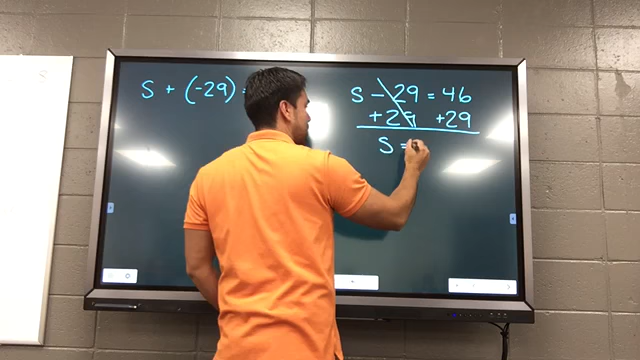 S + (-29) =
S - 29 = 46
+29 +29
S =